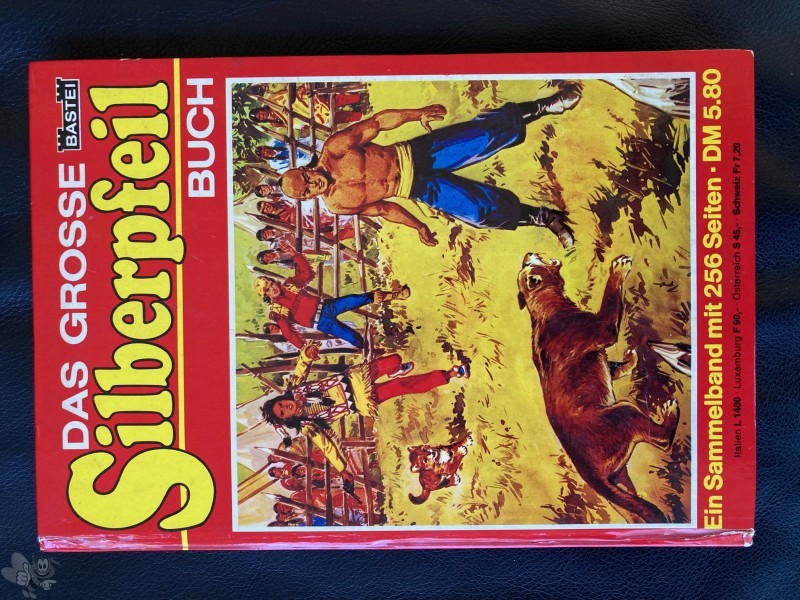 DAS GROSSE
BASTEI
Silberpfeil
BUCH
Ein Sammelband mit 256 Seiten · DM 5.80
Italien L 1400 · Luxemburg F 90,- · Österreich S 45,- · Schweiz Fr 7,20